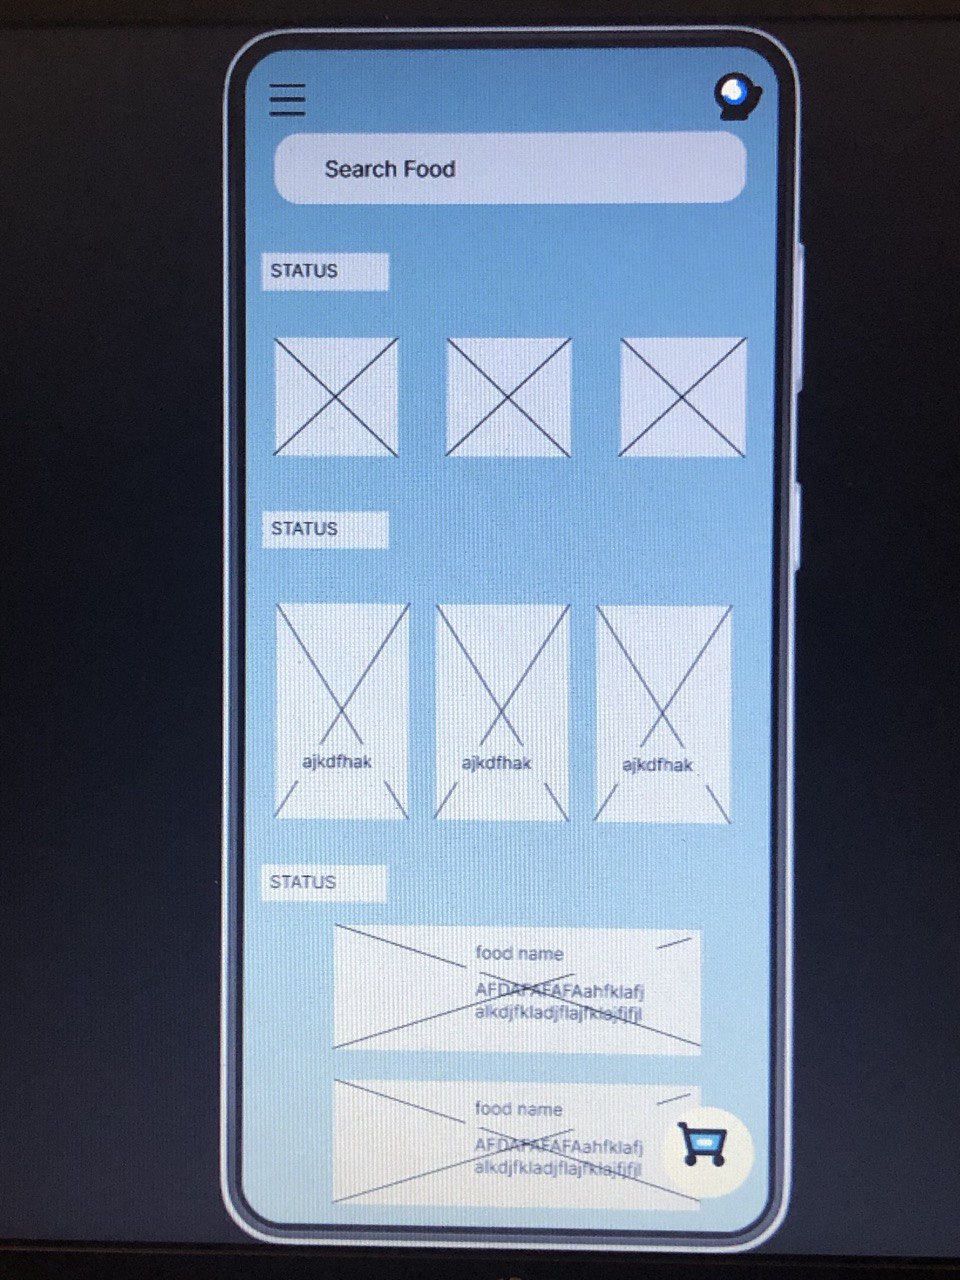 Search Food
STATUS
STATUS
ajkdfhak
ajkdfhak
ajkdfhak
STATUS
food name
AFDAFAFAFAahfklafj
alkdjfkladjflajfklajfjfjl
food name
AFDAFAFAFAahfklafj
alkdjfkladjflajfklajfjfjl